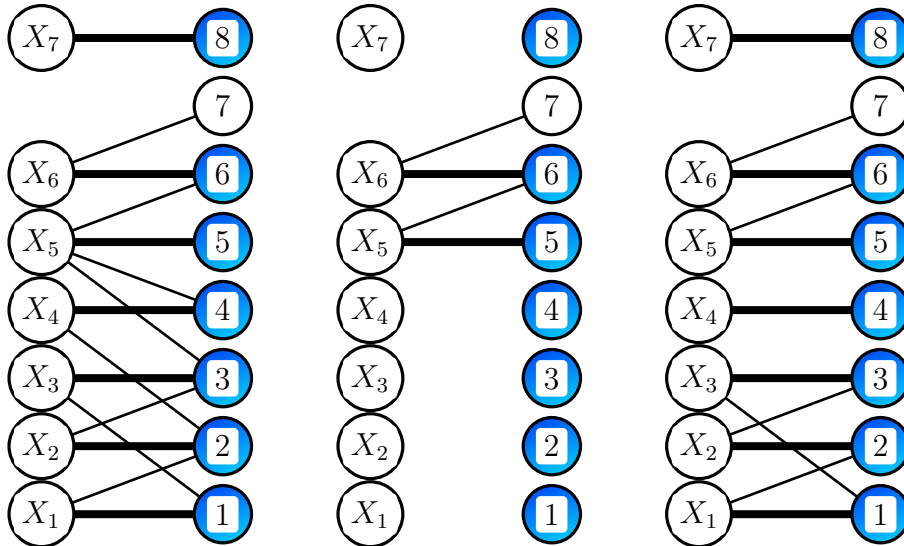 X₇ 8 X₇ 8 X₇ 8
7 7 7
X₆ 6 X₆ 6 X₆ 6
X₅ 5 X₅ 5 X₅ 5
X₄ 4 X₄ 4 X₄ 4
X₃ 3 X₃ 3 X₃ 3
X₂ 2 X₂ 2 X₂ 2
X₁ 1 X₁ 1 X₁ 1